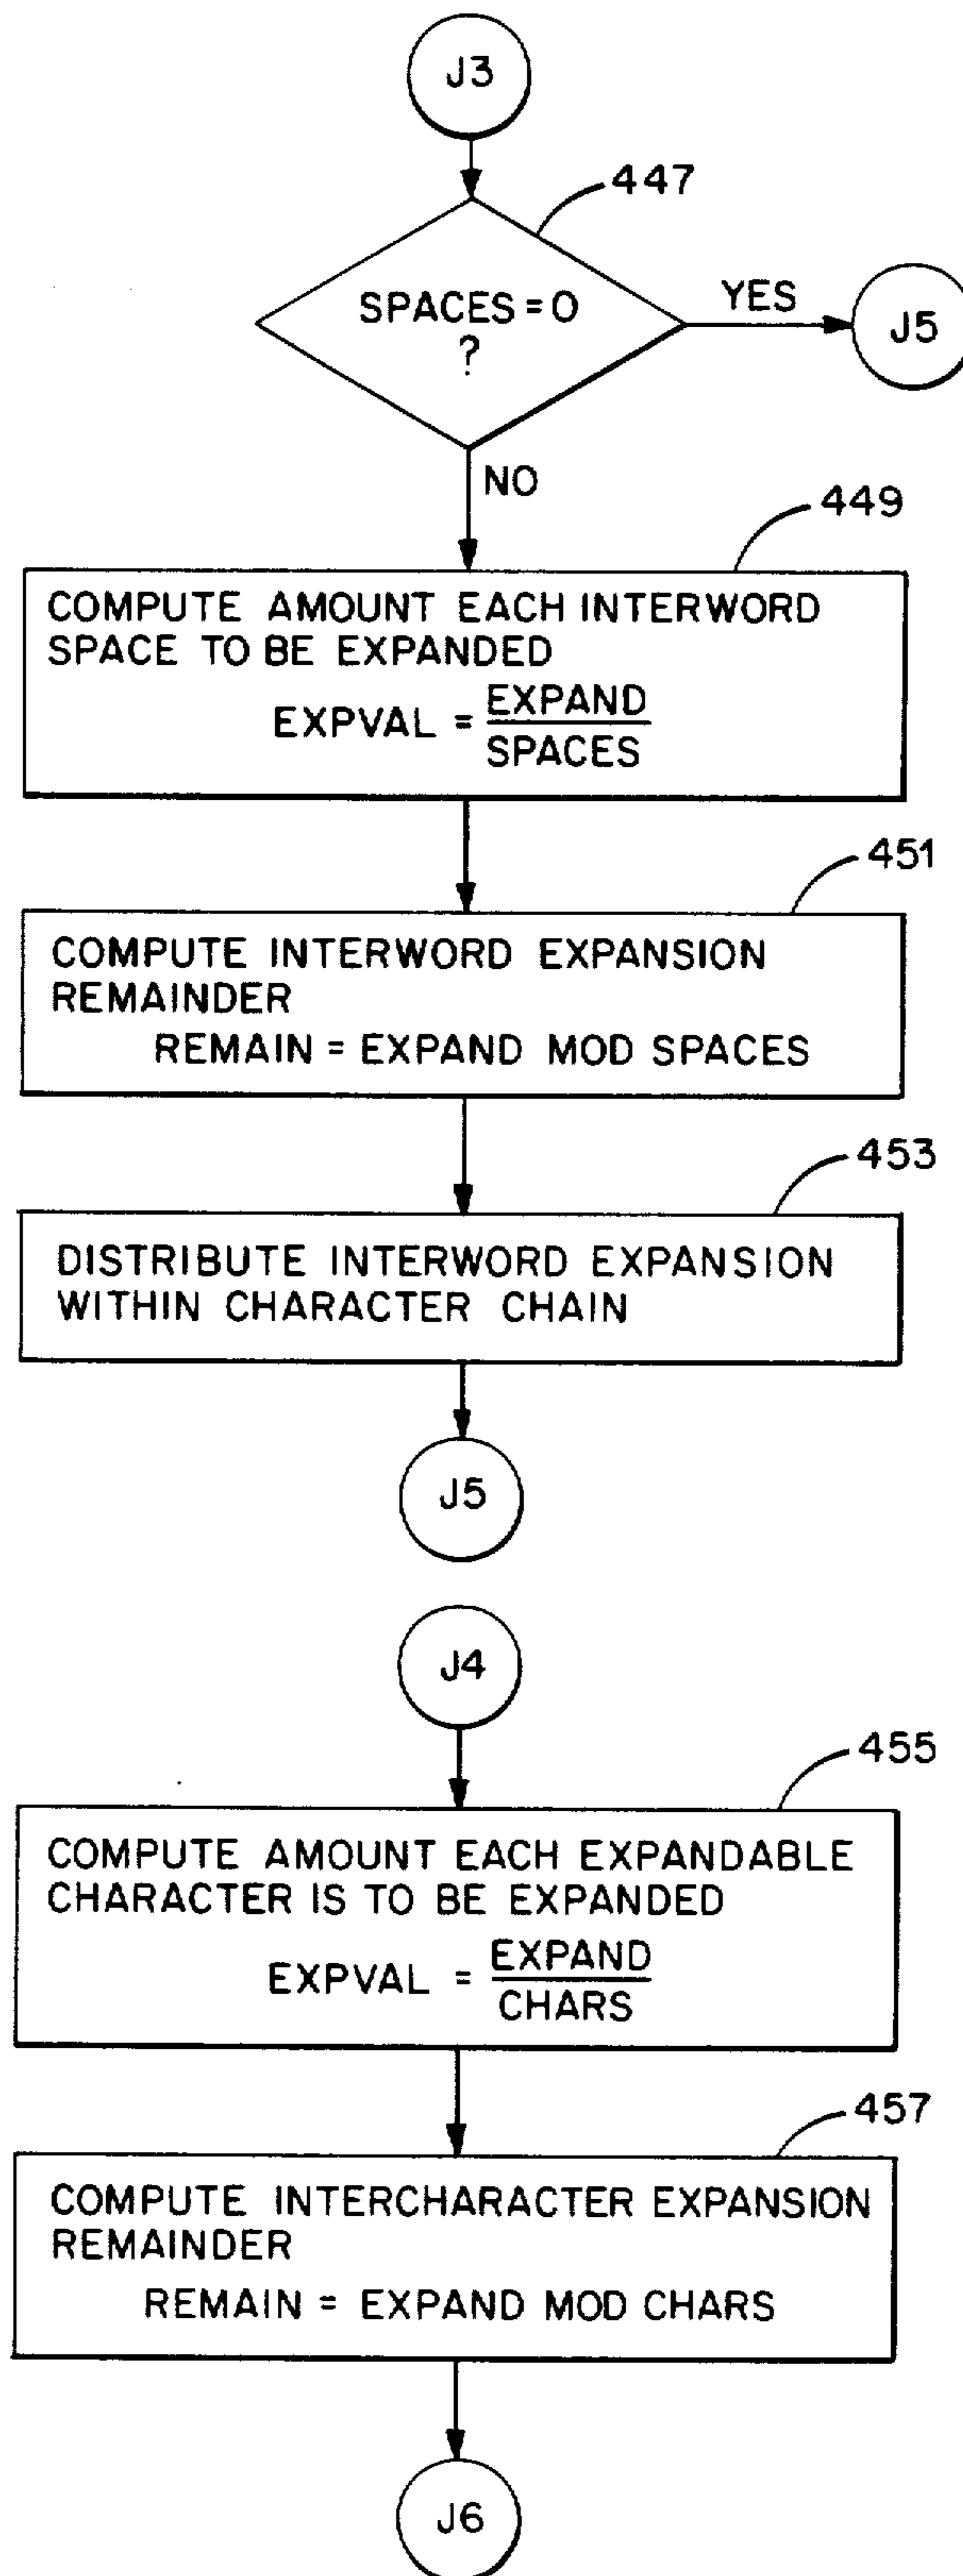 J3
447
SPACES = 0
?
YES
J5
NO
449
COMPUTE AMOUNT EACH INTERWORD
SPACE TO BE EXPANDED
EXPVAL = EXPAND
SPACES
451
COMPUTE INTERWORD EXPANSION
REMAINDER
REMAIN = EXPAND MOD SPACES
453
DISTRIBUTE INTERWORD EXPANSION
WITHIN CHARACTER CHAIN
J5
J4
455
COMPUTE AMOUNT EACH EXPANDABLE
CHARACTER IS TO BE EXPANDED
EXPVAL = EXPAND
CHARS
457
COMPUTE INTERCHARACTER EXPANSION
REMAINDER
REMAIN = EXPAND MOD CHARS
J6